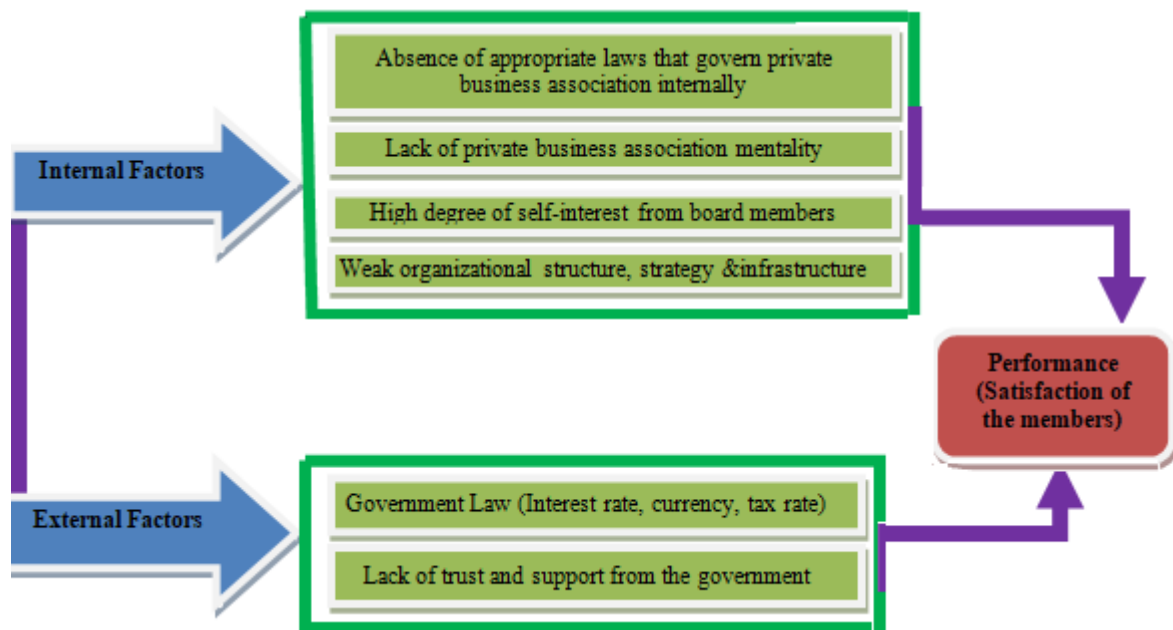 Absence of appropriate laws that govern private
business association internally
Internal Factors
Lack of private business association mentality
High degree of self-interest from board members
Weak organizational structure, strategy &infrastructure
Performance
(Satisfaction of
the members)
External Factors
Government Law (Interest rate, currency, tax rate)
Lack of trust and support from the government